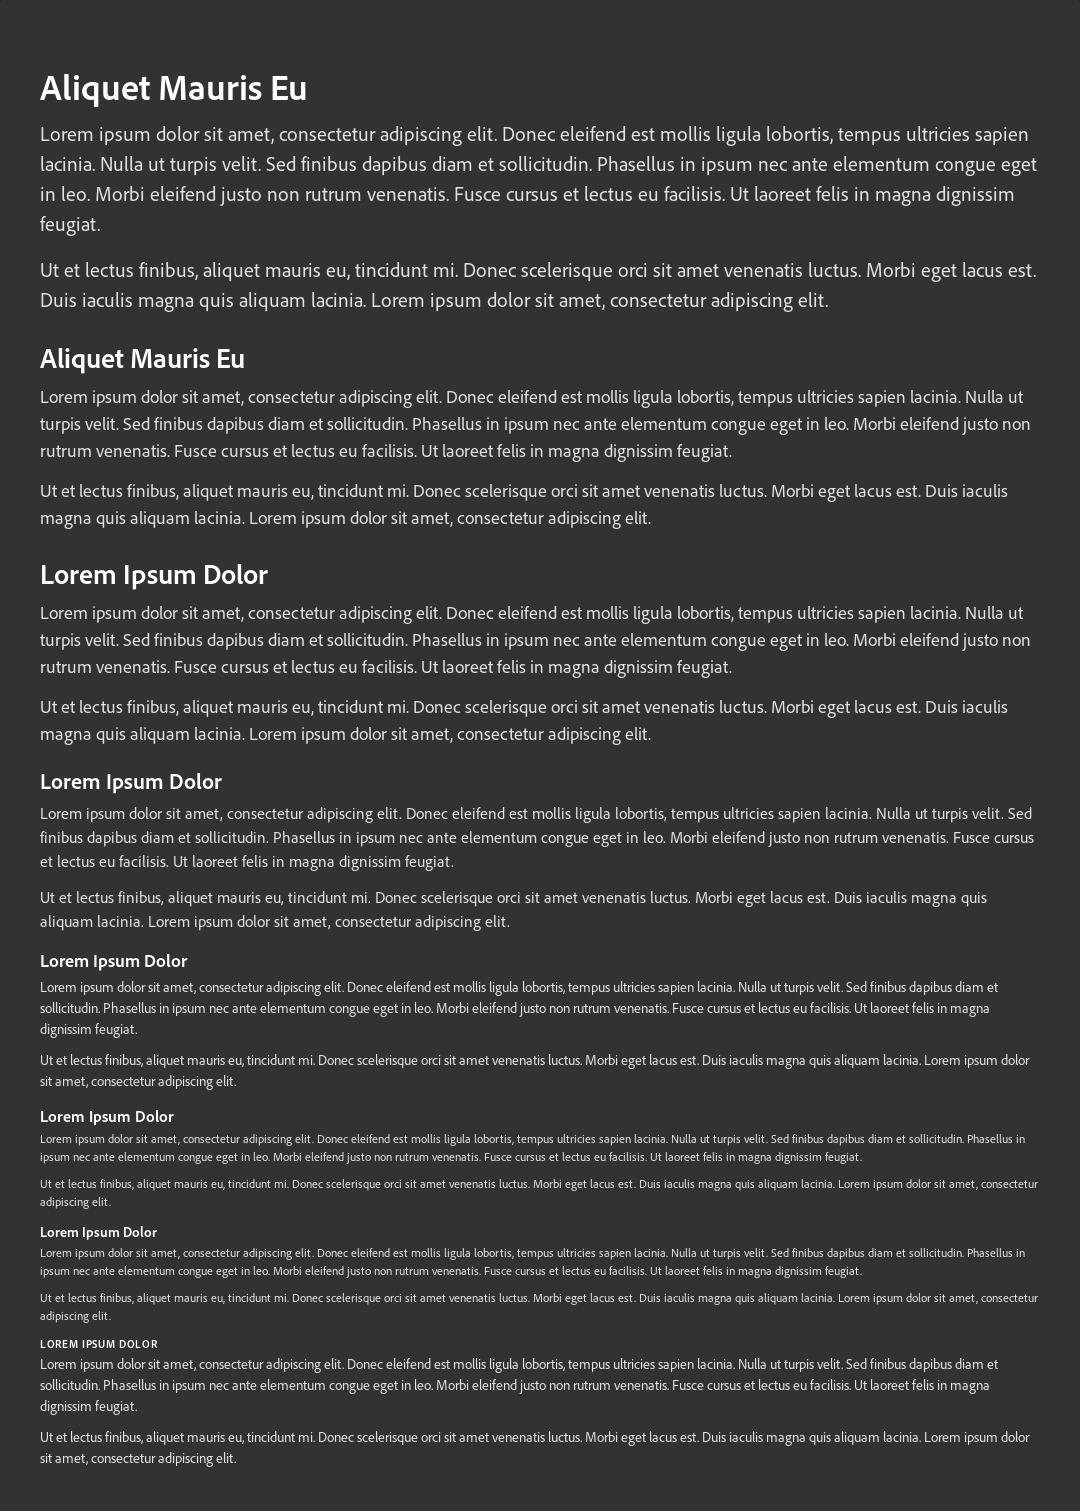 Aliquet Mauris Eu
Lorem ipsum dolor sit amet, consectetur adipiscing elit. Donec eleifend est mollis ligula lobortis, tempus ultricies sapien
lacinia. Nulla ut turpis velit. Sed finibus dapibus diam et sollicitudin. Phasellus in ipsum nec ante elementum congue eget
in leo. Morbi eleifend justo non rutrum venenatis. Fusce cursus et lectus eu facilisis. Ut laoreet felis in magna dignissim
feugiat.
Ut et lectus finibus, aliquet mauris eu, tincidunt mi. Donec scelerisque orci sit amet venenatis luctus. Morbi eget lacus est.
Duis iaculis magna quis aliquam lacinia. Lorem ipsum dolor sit amet, consectetur adipiscing elit.
Aliquet Mauris Eu
Lorem ipsum dolor sit amet, consectetur adipiscing elit. Donec eleifend est mollis ligula lobortis, tempus ultricies sapien lacinia. Nulla ut
turpis velit. Sed finibus dapibus diam et sollicitudin. Phasellus in ipsum nec ante elementum congue eget in leo. Morbi eleifend justo non
rutrum venenatis. Fusce cursus et lectus eu facilisis. Ut laoreet felis in magna dignissim feugiat.
Ut et lectus finibus, aliquet mauris eu, tincidunt mi. Donec scelerisque orci sit amet venenatis luctus. Morbi eget lacus est. Duis iaculis
magna quis aliquam lacinia. Lorem ipsum dolor sit amet, consectetur adipiscing elit.
Lorem Ipsum Dolor
Lorem ipsum dolor sit amet, consectetur adipiscing elit. Donec eleifend est mollis ligula lobortis, tempus ultricies sapien lacinia. Nulla ut
turpis velit. Sed finibus dapibus diam et sollicitudin. Phasellus in ipsum nec ante elementum congue eget in leo. Morbi eleifend justo non
rutrum venenatis. Fusce cursus et lectus eu facilisis. Ut laoreet felis in magna dignissim feugiat.
Ut et lectus finibus, aliquet mauris eu, tincidunt mi. Donec scelerisque orci sit amet venenatis luctus. Morbi eget lacus est. Duis iaculis
magna quis aliquam lacinia. Lorem ipsum dolor sit amet, consectetur adipiscing elit.
Lorem Ipsum Dolor
Lorem ipsum dolor sit amet, consectetur adipiscing elit. Donec eleifend est mollis ligula lobortis, tempus ultricies sapien lacinia. Nulla ut turpis velit. Sed
finibus dapibus diam et sollicitudin. Phasellus in ipsum nec ante elementum congue eget in leo. Morbi eleifend justo non rutrum venenatis. Fusce cursus
et lectus eu facilisis. Ut laoreet felis in magna dignissim feugiat.
Ut et lectus finibus, aliquet mauris eu, tincidunt mi. Donec scelerisque orci sit amet venenatis luctus. Morbi eget lacus est. Duis iaculis magna quis
aliquam lacinia. Lorem ipsum dolor sit amet, consectetur adipiscing elit.
Lorem Ipsum Dolor
Lorem ipsum dolor sit amet, consectetur adipiscing elit. Donec eleifend est mollis ligula lobortis, tempus ultricies sapien lacinia. Nulla ut turpis velit. Sed finibus dapibus diam et
sollicitudin. Phasellus in ipsum nec ante elementum congue eget in leo. Morbi eleifend justo non rutrum venenatis. Fusce cursus et lectus eu facilisis. Ut laoreet felis in magna
dignissim feugiat.
Ut et lectus finibus, aliquet mauris eu, tincidunt mi. Donec scelerisque orci sit amet venenatis luctus. Morbi eget lacus est. Duis iaculis magna quis aliquam lacinia. Lorem ipsum dolor
sit amet, consectetur adipiscing elit.
Lorem Ipsum Dolor
Lorem ipsum dolor sit amet, consectetur adipiscing elit. Donec eleifend est mollis ligula lobortis, tempus ultricies sapien lacinia. Nulla ut turpis velit. Sed finibus dapibus diam et sollicitudin. Phasellus in
ipsum nec ante elementum congue eget in leo. Morbi eleifend justo non rutrum venenatis. Fusce cursus et lectus eu facilisis. Ut laoreet felis in magna dignissim feugiat.
Ut et lectus finibus, aliquet mauris eu, tincidunt mi. Donec scelerisque orci sit amet venenatis luctus. Morbi eget lacus est. Duis iaculis magna quis aliquam lacinia. Lorem ipsum dolor sit amet, consectetur
adipiscing elit.
Lorem Ipsum Dolor
Lorem ipsum dolor sit amet, consectetur adipiscing elit. Donec eleifend est mollis ligula lobortis, tempus ultricies sapien lacinia. Nulla ut turpis velit. Sed finibus dapibus diam et sollicitudin. Phasellus in
ipsum nec ante elementum congue eget in leo. Morbi eleifend justo non rutrum venenatis. Fusce cursus et lectus eu facilisis. Ut laoreet felis in magna dignissim feugiat.
Ut et lectus finibus, aliquet mauris eu, tincidunt mi. Donec scelerisque orci sit amet venenatis luctus. Morbi eget lacus est. Duis iaculis magna quis aliquam lacinia. Lorem ipsum dolor sit amet, consectetur
adipiscing elit.
LOREM IPSUM DOLOR
Lorem ipsum dolor sit amet, consectetur adipiscing elit. Donec eleifend est mollis ligula lobortis, tempus ultricies sapien lacinia. Nulla ut turpis velit. Sed finibus dapibus diam et
sollicitudin. Phasellus in ipsum nec ante elementum congue eget in leo. Morbi eleifend justo non rutrum venenatis. Fusce cursus et lectus eu facilisis. Ut laoreet felis in magna
dignissim feugiat.
Ut et lectus finibus, aliquet mauris eu, tincidunt mi. Donec scelerisque orci sit amet venenatis luctus. Morbi eget lacus est. Duis iaculis magna quis aliquam lacinia. Lorem ipsum dolor
sit amet, consectetur adipiscing elit.